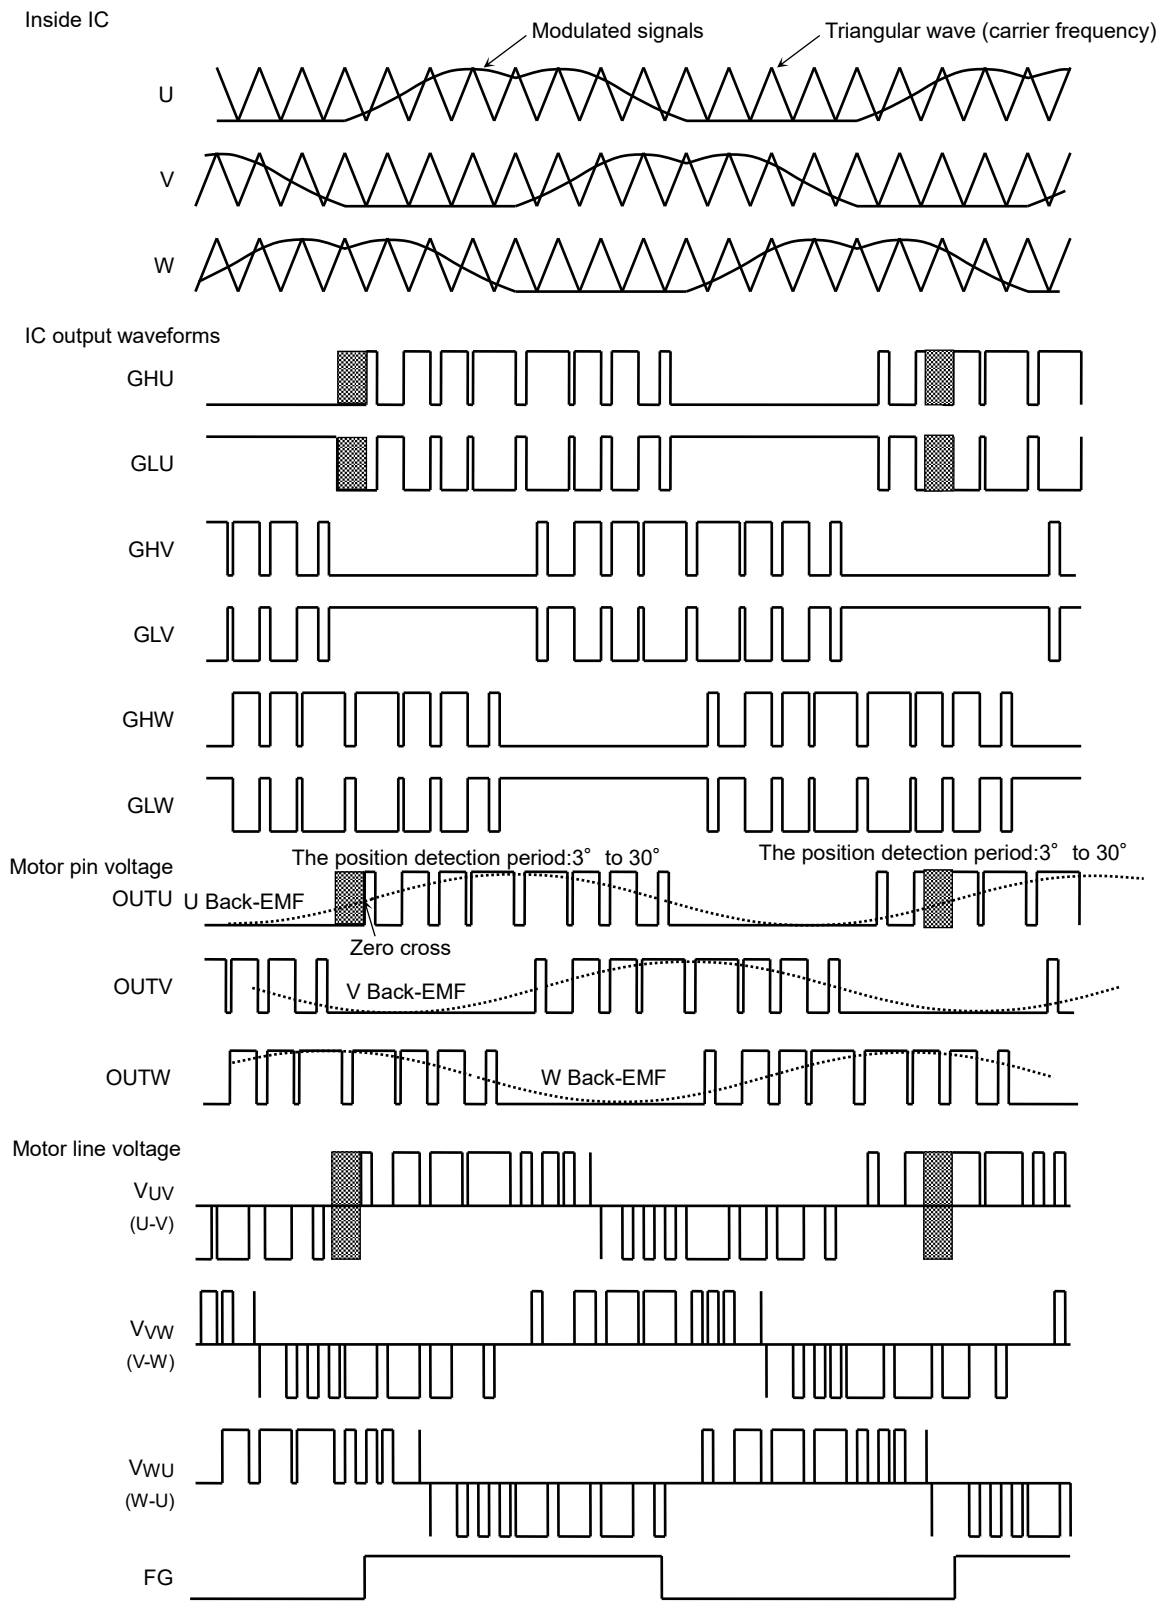 Inside IC
Modulated signals
Triangular wave (carrier frequency)
U
V
W
IC output waveforms
GHU
GLU
GHV
GLV
GHW
GLW
Motor pin voltage
The position detection period:3° to 30°
The position detection period:3° to 30°
OUTU
U Back-EMF
Zero cross
OUTV
V Back-EMF
OUTW
W Back-EMF
Motor line voltage
VUV
(U-V)
VVW
(V-W)
VWU
(W-U)
FG